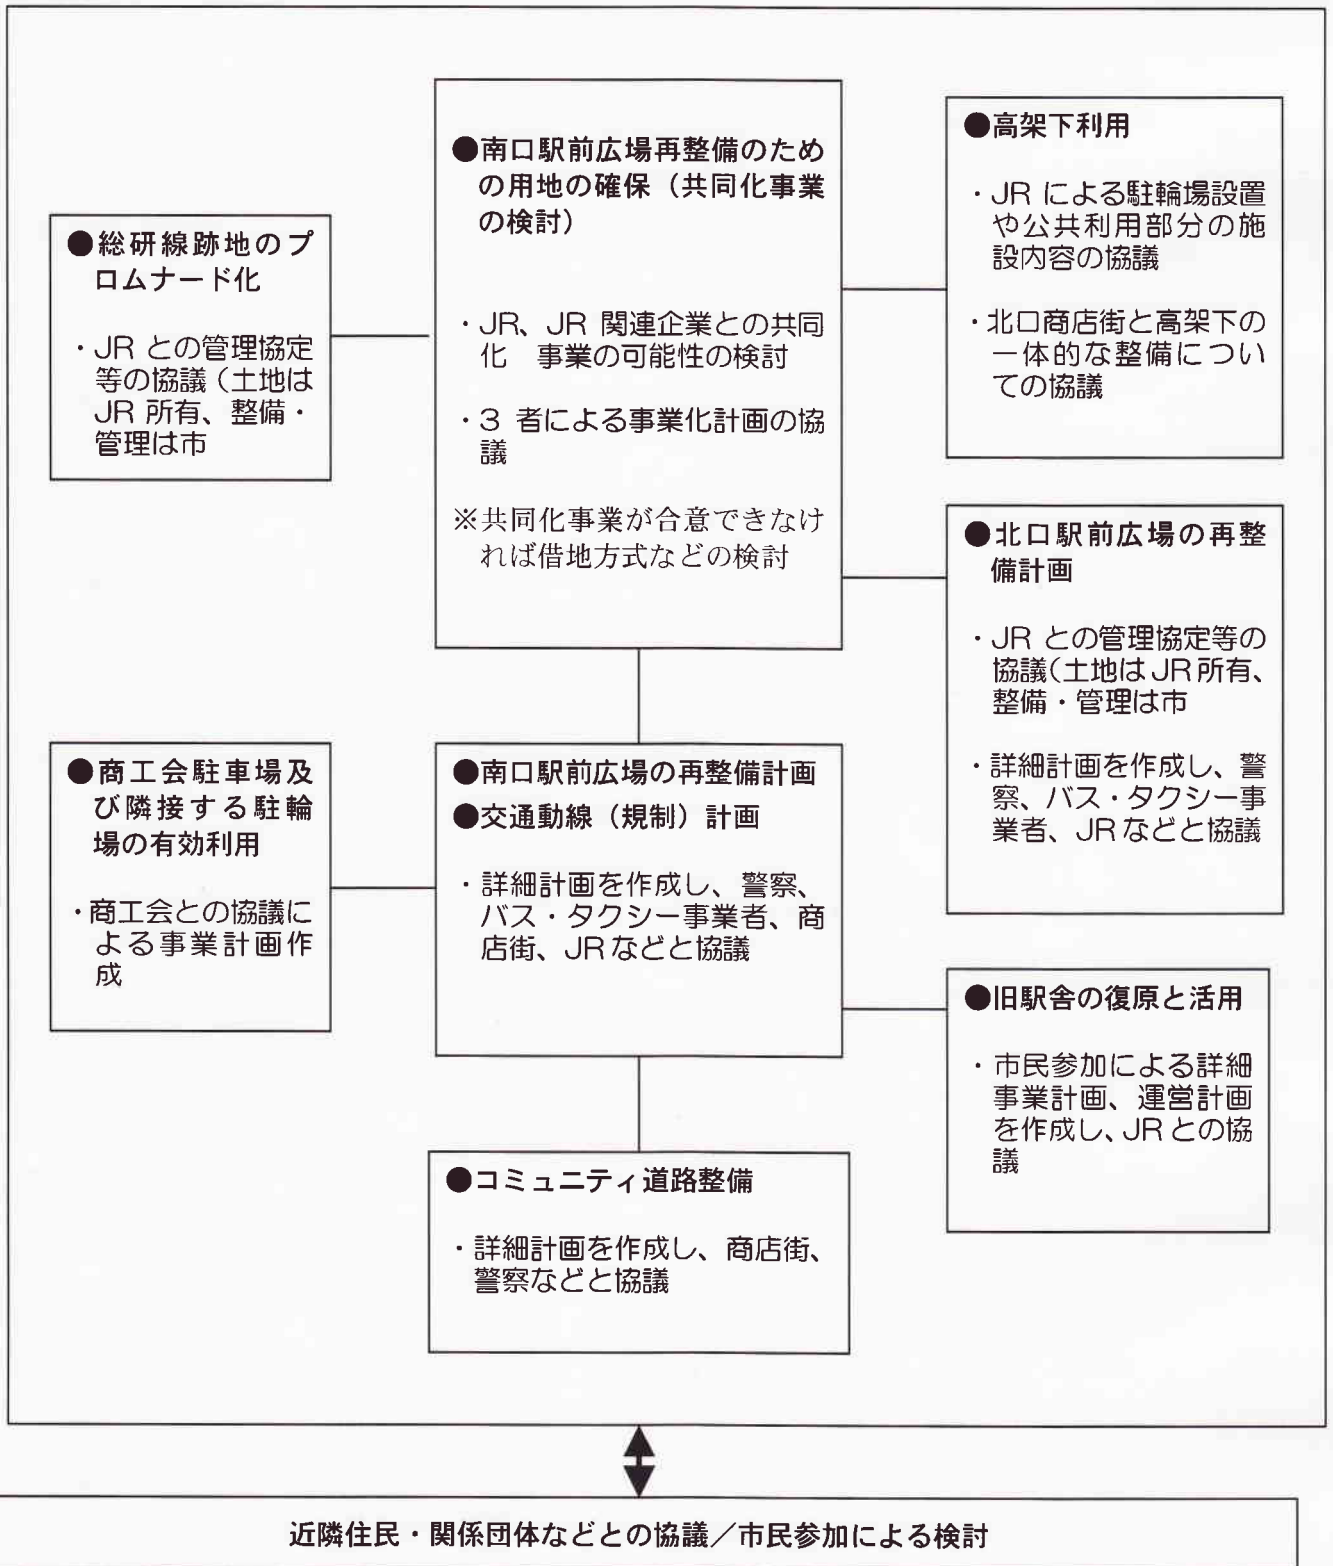 ●総研線跡地のプ
ロムナード化
・JR との管理協定
等の協議（土地は
JR 所有、整備・
管理は市
●南口駅前広場再整備のため
の用地の確保（共同化事業
の検討）
・JR、JR 関連企業との共同
化　事業の可能性の検討
・3 者による事業化計画の協
議
※共同化事業が合意できなけ
れば借地方式などの検討
●高架下利用
・JR による駐輪場設置
や公共利用部分の施
設内容の協議
・北口商店街と高架下の
一体的な整備につい
ての協議
●北口駅前広場の再整
備計画
・JR との管理協定等の
協議（土地は JR 所有、
整備・管理は市
・詳細計画を作成し、警
察、バス・タクシー事
業者、JR などと協議
●商工会駐車場及
び隣接する駐輪
場の有効利用
・商工会との協議に
よる事業計画作
成
●南口駅前広場の再整備計画
●交通動線（規制）計画
・詳細計画を作成し、警察、
バス・タクシー事業者、商
店街、JR などと協議
●旧駅舎の復原と活用
・市民参加による詳細
事業計画、運営計画
を作成し、JR との協
議
●コミュニティ道路整備
・詳細計画を作成し、商店街、
警察などと協議
近隣住民・関係団体などとの協議／市民参加による検討